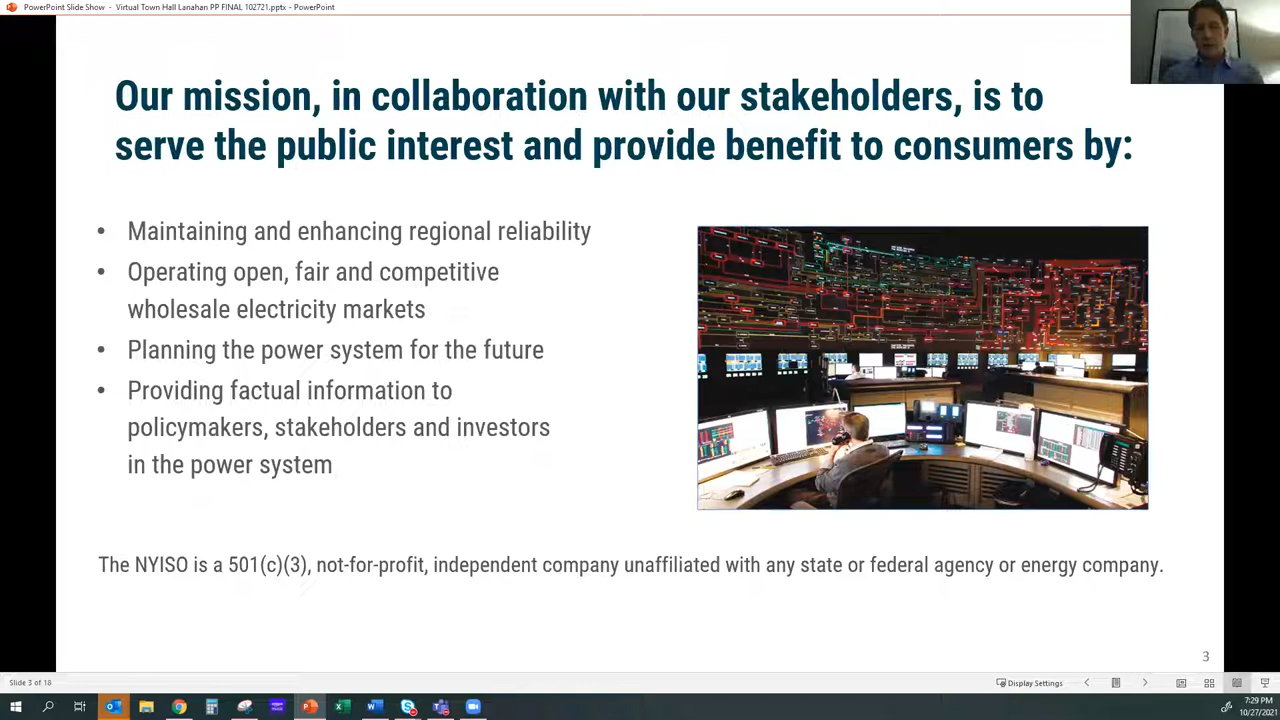 PowerPoint Slide Show - Virtual Town Hall Lanahan PP FINAL 102721.pptx - PowerPoint
Our mission, in collaboration with our stakeholders, is to
serve the public interest and provide benefit to consumers by:
• Maintaining and enhancing regional reliability
• Operating open, fair and competitive
wholesale electricity markets
• Planning the power system for the future
• Providing factual information to
policymakers, stakeholders and investors
in the power system
The NYISO is a 501(c)(3), not-for-profit, independent company unaffiliated with any state or federal agency or energy company.
3
Slide 3 of 18
Display Settings
7:29 PM
10/27/2021